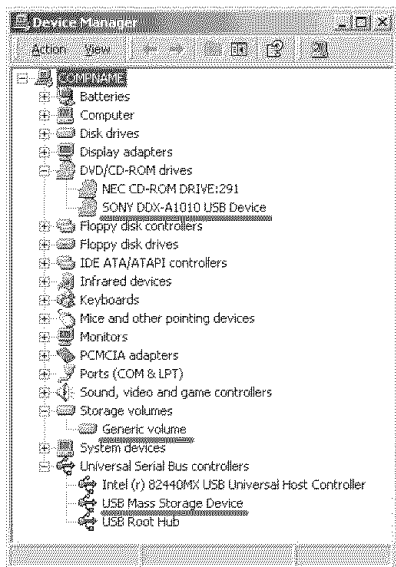 Device Manager
Action View
COMPNAME
Batteries
Computer
Disk drives
Display adapters
DVD/CD-ROM drives
NEC CD-ROM DRIVE:291
SONY DDX-A1010 USB Device
Floppy disk controllers
Floppy disk drives
IDE ATA/ATAPI controllers
Infrared devices
Keyboards
Mice and other pointing devices
Monitors
PCMCIA adapters
Ports (COM & LPT)
Sound, video and game controllers
Storage volumes
Generic volume
System devices
Universal Serial Bus controllers
Intel (r) 82440MX USB Universal Host Controller
USB Mass Storage Device
USB Root Hub